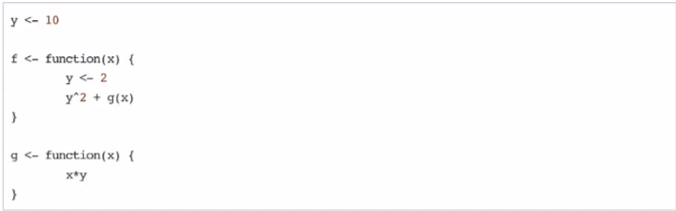 y <- 10
f <- function(x) {
        y <- 2
        y^2 + g(x)
}
g <- function(x) {
        x*y
}